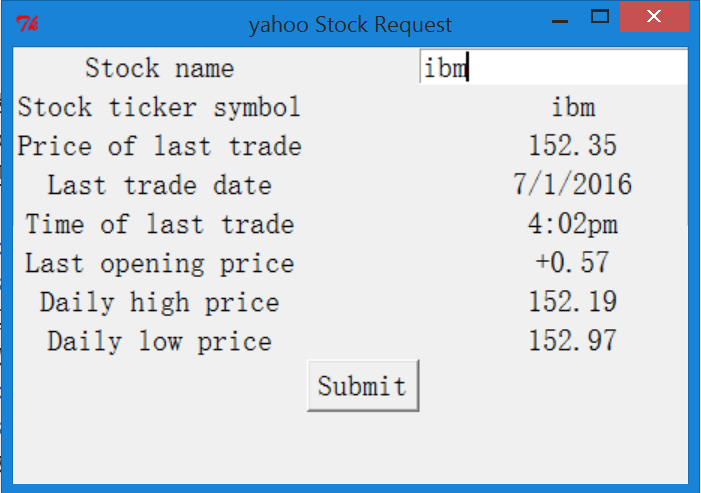 Tk yahoo Stock Request
Stock name ibm
Stock ticker symbol ibm
Price of last trade 152.35
Last trade date 7/1/2016
Time of last trade 4:02pm
Last opening price +0.57
Daily high price 152.19
Daily low price 152.97
Submit